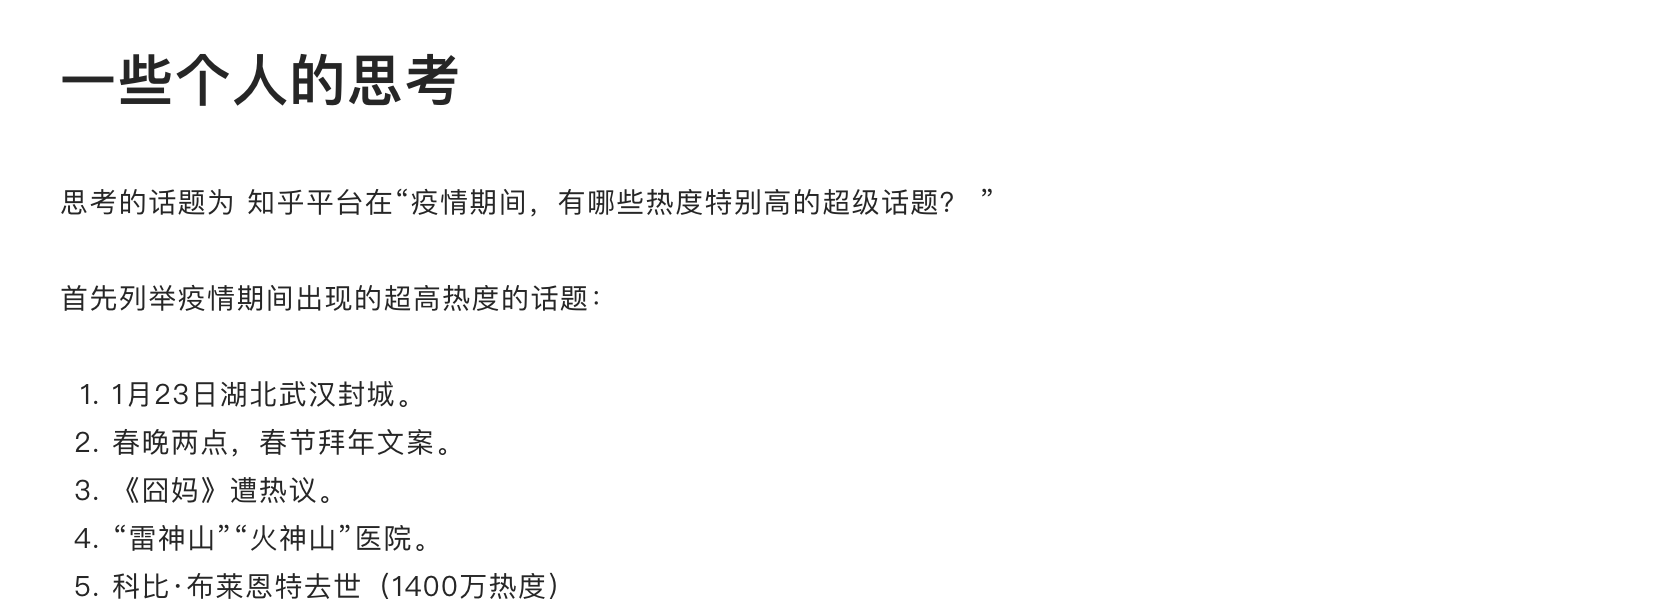 一些个人的思考
思考的话题为 知乎平台在“疫情期间，有哪些热度特别高的超级话题？ ”
首先列举疫情期间出现的超高热度的话题：
1. 1月23日湖北武汉封城。
2. 春晚两点，春节拜年文案。
3. 《囧妈》遭热议。
4. “雷神山”“火神山”医院。
5. 科比·布莱恩特去世（1400万热度）